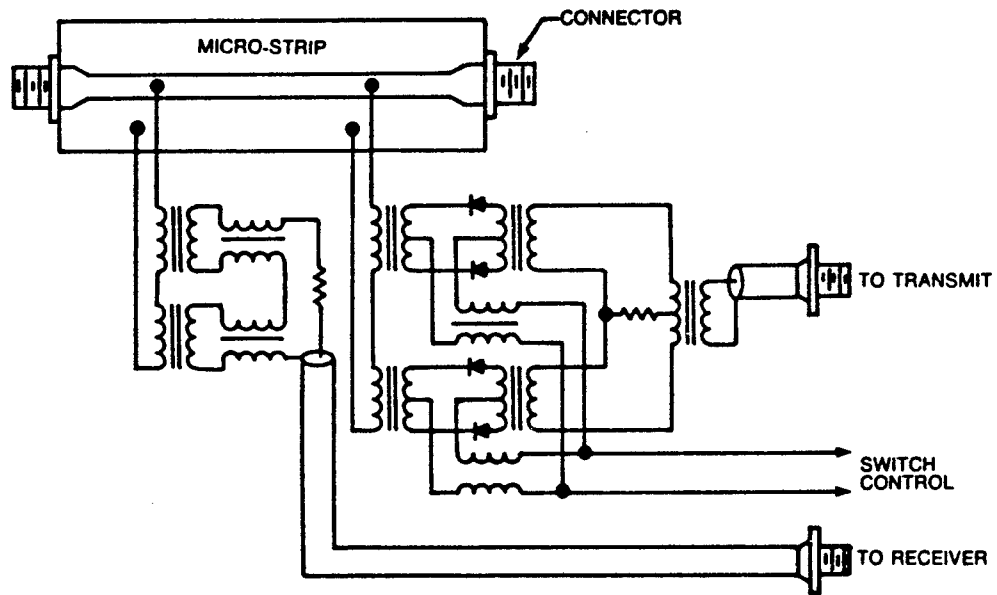 CONNECTOR
MICRO-STRIP
TO TRANSMIT
SWITCH
CONTROL
TO RECEIVER